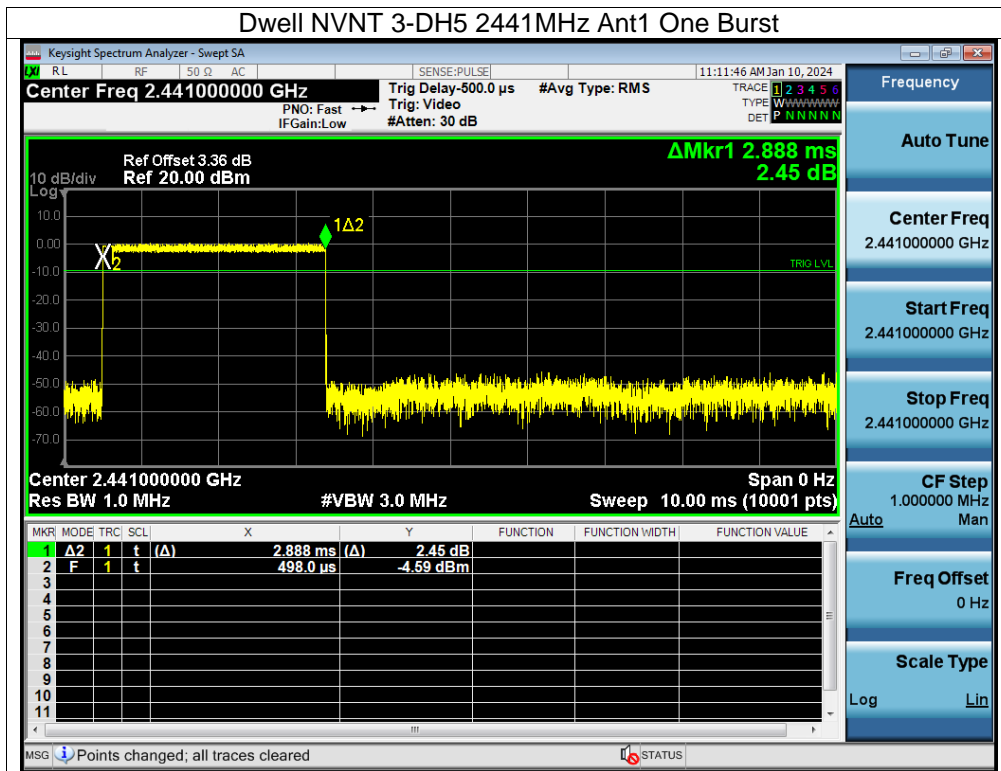 Dwell NVNT 3-DH5 2441MHz Ant1 One Burst
Keysight Spectrum Analyzer - Swept SA
LXI RL RF 50 Ω AC SENSE:PULSE 11:11:46 AM Jan 10, 2024
Center Freq 2.441000000 GHz Trig Delay-500.0 µs #Avg Type: RMS TRACE 1 2 3 4 5 6
PNO: Fast Trig: Video TYPE WWWWWW
IFGain:Low #Atten: 30 dB DET P N N N N N
Frequency
Auto Tune
Center Freq
2.441000000 GHz
Start Freq
2.441000000 GHz
Stop Freq
2.441000000 GHz
CF Step
1.000000 MHz
Auto Man
Freq Offset
0 Hz
Scale Type
Log Lin
ΔMkr1 2.888 ms
2.45 dB
Ref Offset 3.36 dB
10 dB/div Ref 20.00 dBm
Log
10.0
0.00
-10.0
-20.0
-30.0
-40.0
-50.0
-60.0
-70.0
1Δ2
X2
TRIG LVL
Center 2.441000000 GHz Span 0 Hz
Res BW 1.0 MHz #VBW 3.0 MHz Sweep 10.00 ms (10001 pts)
MKR MODE TRC SCL X Y FUNCTION FUNCTION WIDTH FUNCTION VALUE
1 Δ2 1 t (Δ) 2.888 ms (Δ) 2.45 dB
2 F 1 t 498.0 µs -4.59 dBm
3
4
5
6
7
8
9
10
11
MSG Points changed; all traces cleared STATUS